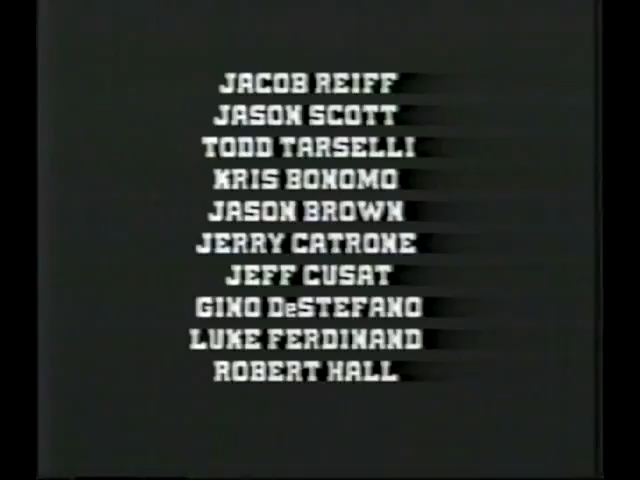 JACOB REIFF
JASON SCOTT
TODD TARSELLI
KRIS BONOMO
JASON BROWN
JERRY CATRONE
JEFF CUSAT
GINO DeSTEFANO
LUKE FERDINAND
ROBERT HALL